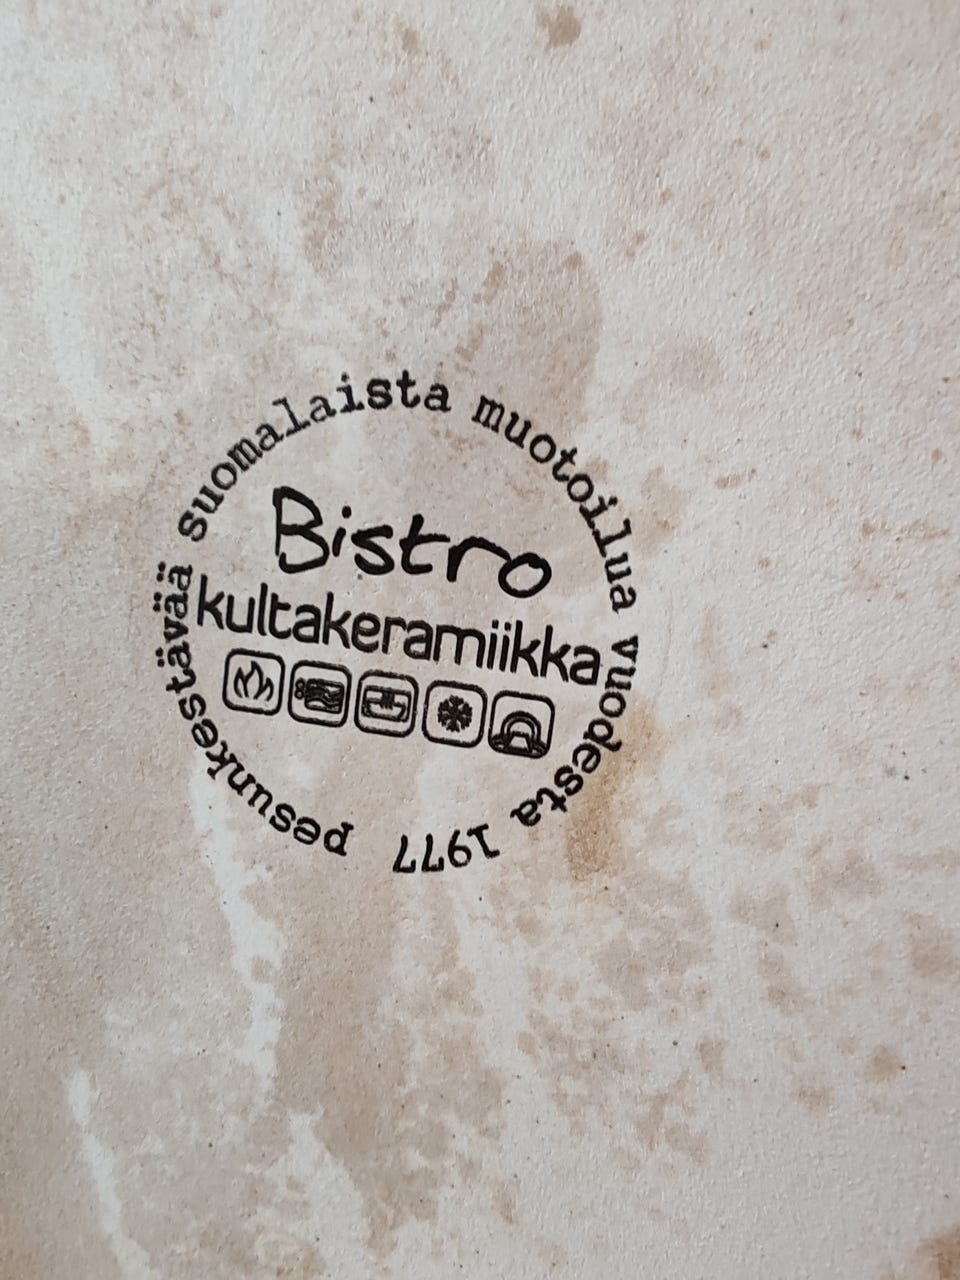 pesunkestävää suomalaista muotoilua vuodesta 1977
Bistro
kultakeramiikka